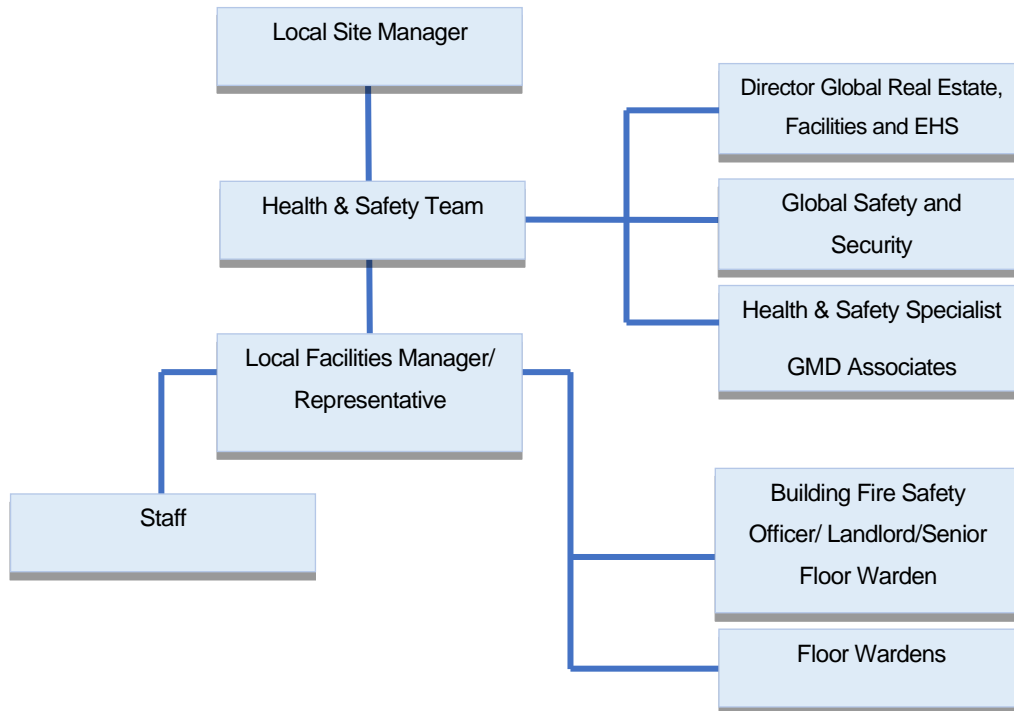 Local Site Manager
Director Global Real Estate,
Facilities and EHS
Health & Safety Team
Global Safety and
Security
Health & Safety Specialist
GMD Associates
Local Facilities Manager/
Representative
Staff
Building Fire Safety
Officer/ Landlord/Senior
Floor Warden
Floor Wardens